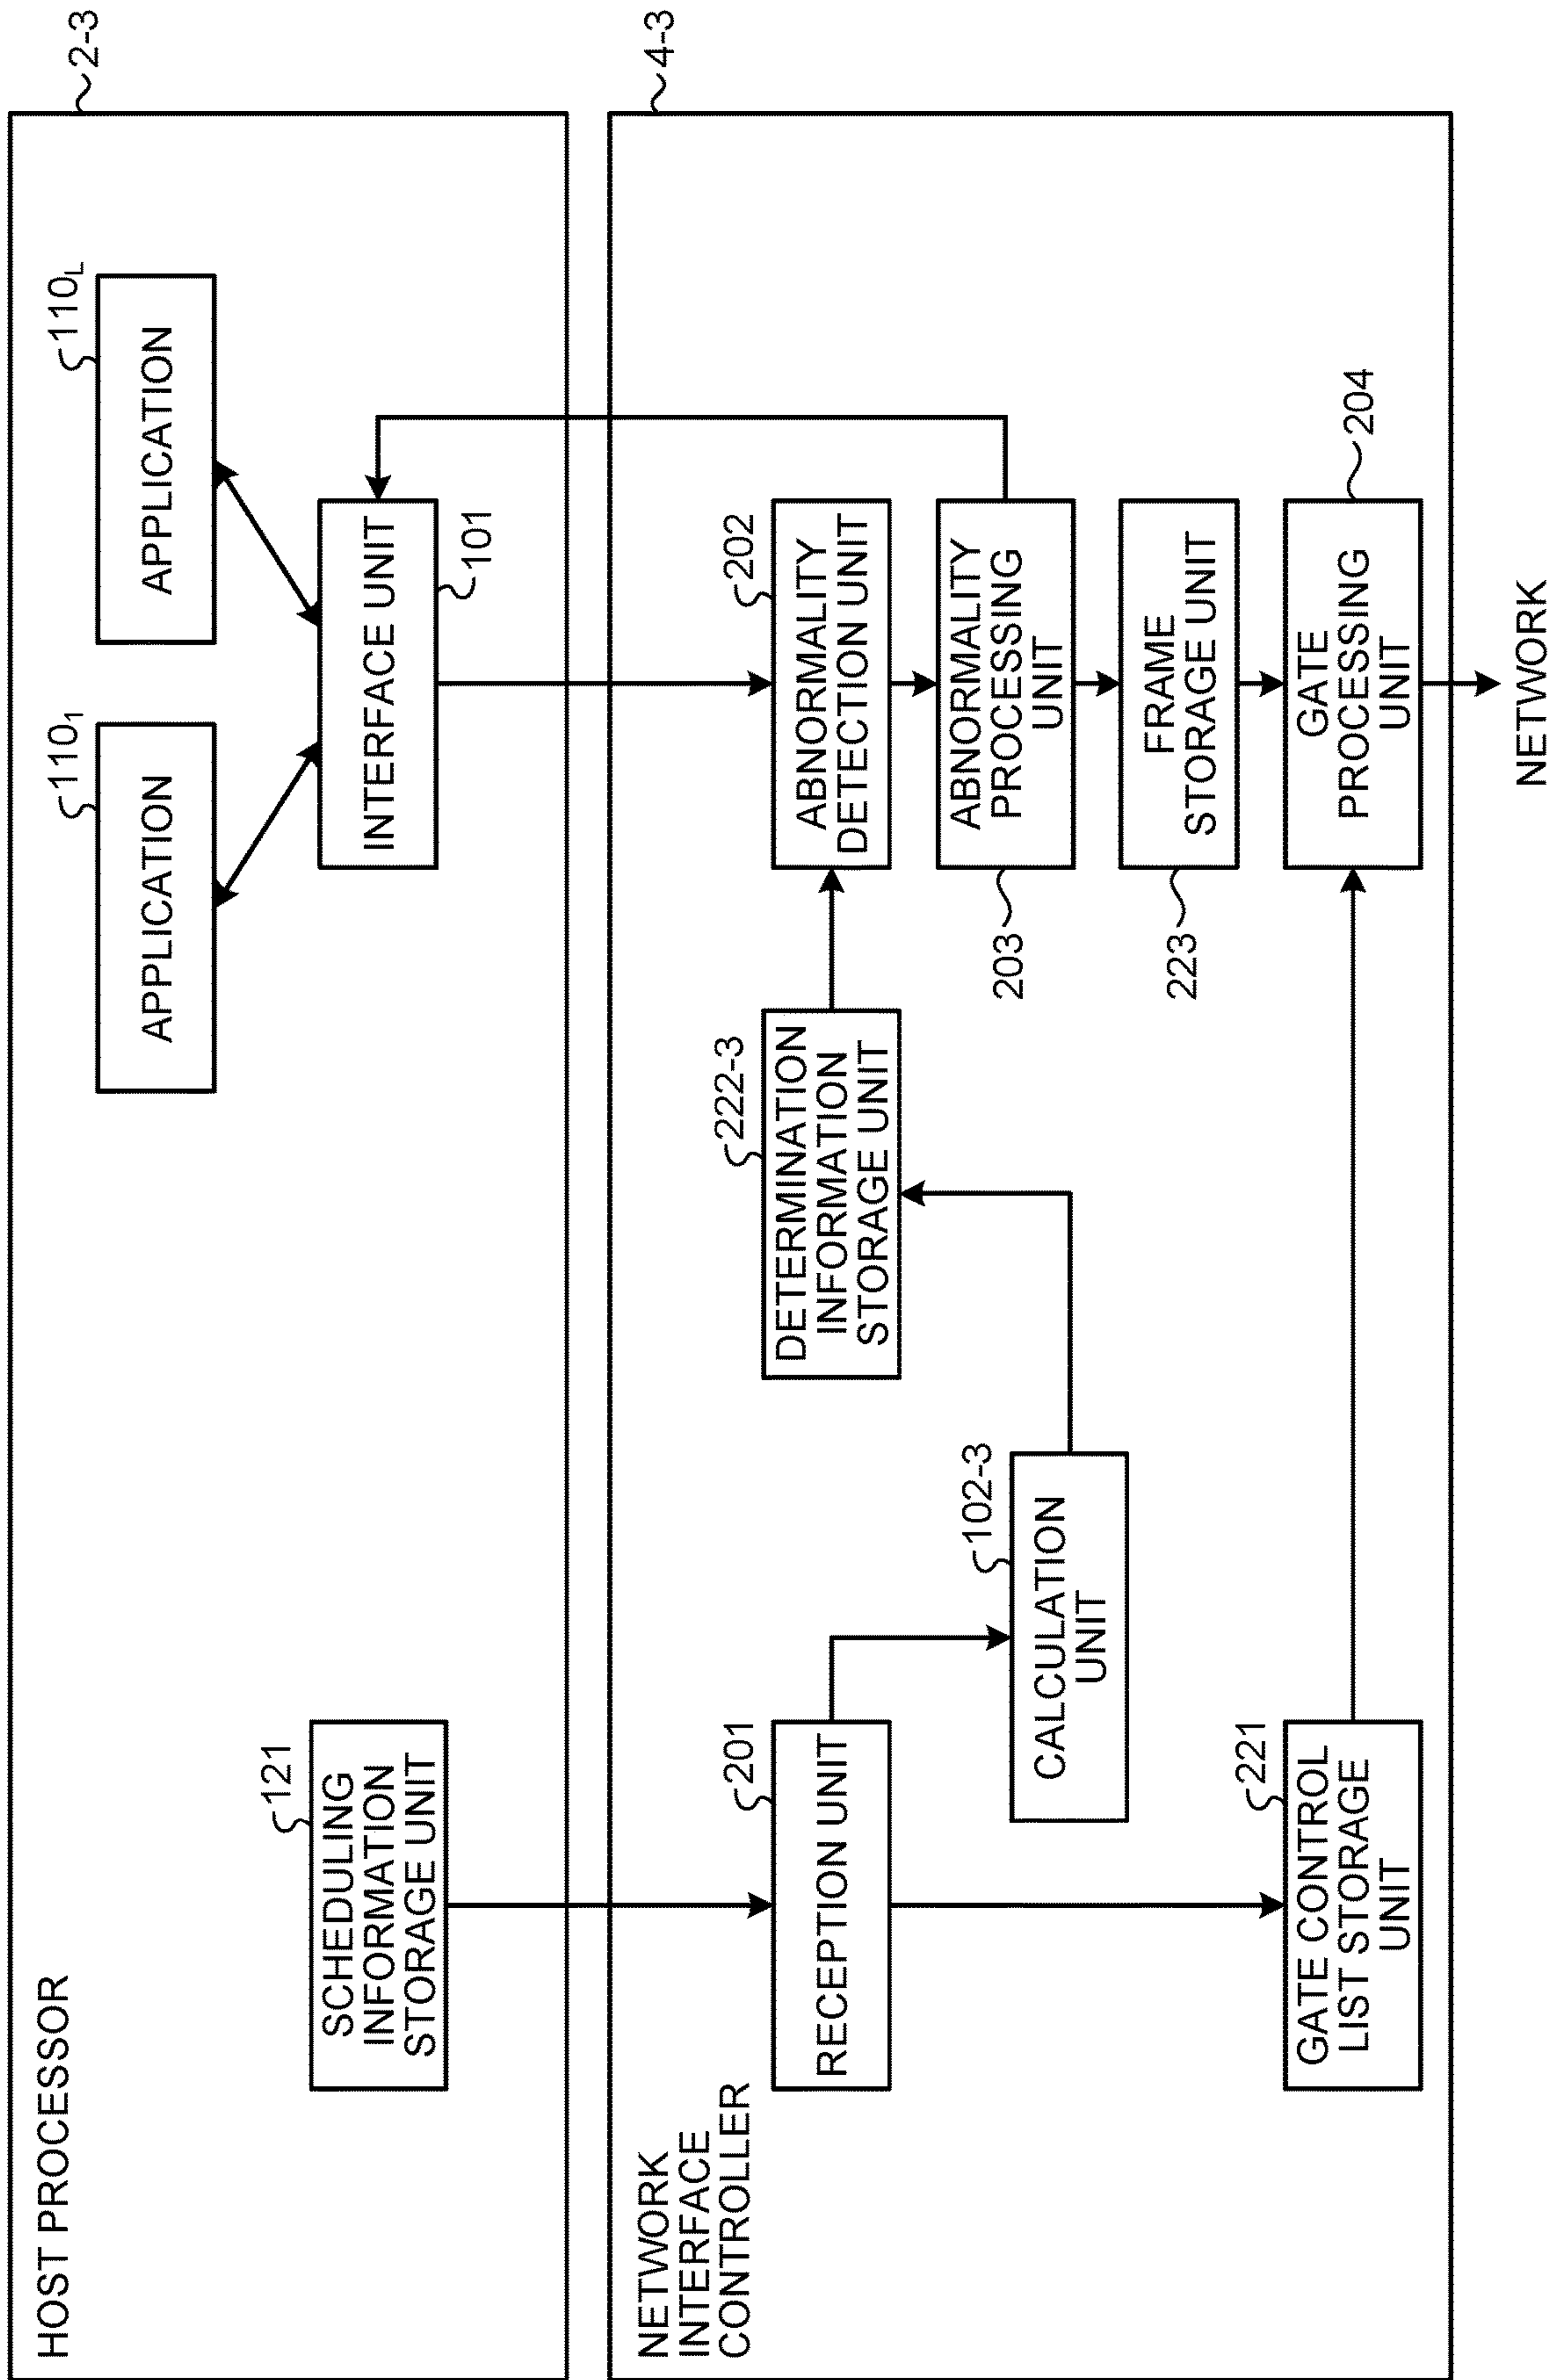 HOST PROCESSOR
2-3
110L
APPLICATION
1101
APPLICATION
INTERFACE UNIT
101
121
SCHEDULING
INFORMATION
STORAGE UNIT
NETWORK
INTERFACE
CONTROLLER
4-3
201
RECEPTION UNIT
102-3
CALCULATION
UNIT
222-3
DETERMINATION
INFORMATION
STORAGE UNIT
202
ABNORMALITY
DETECTION UNIT
ABNORMALITY
PROCESSING
UNIT
203
FRAME
STORAGE UNIT
223
221
GATE CONTROL
LIST STORAGE
UNIT
GATE
PROCESSING
UNIT
204
NETWORK